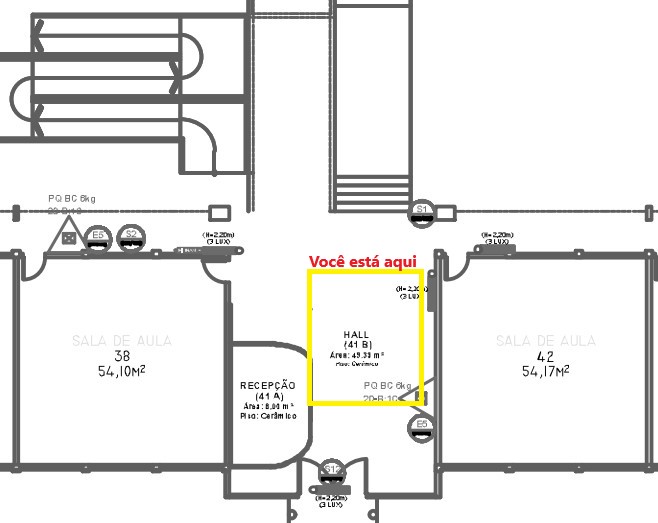 PQ BC 6kg
20-B:10
E5
S2
(H=2,20m)
(3 LUX)
S1
(H=2,20m)
(3 LUX)
Você está aqui
(H=2,20m)
(3 LUX)
SALA DE AULA
38
54,10M²
HALL
(41 B)
Área: 49,33 m²
Piso: Cerâmico
SALA DE AULA
42
54,17M²
RECEPÇÃO
(41 A)
Área: 8,00 m²
Piso: Cerâmico
PQ BC 6kg
20-B:10
E5
S12
(H=2,20m)
(3 LUX)